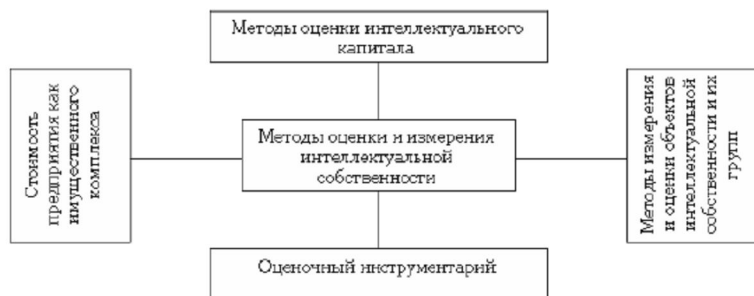 Методы оценки интеллектуального
капитала
Стоимость
предприятия как
имущественного
комплекса
Методы оценки и измерения
интеллектуальной
собственности
Методы измерения
и оценки объектов
интеллектуальной
собственности и их
групп
Оценочный инструментарий